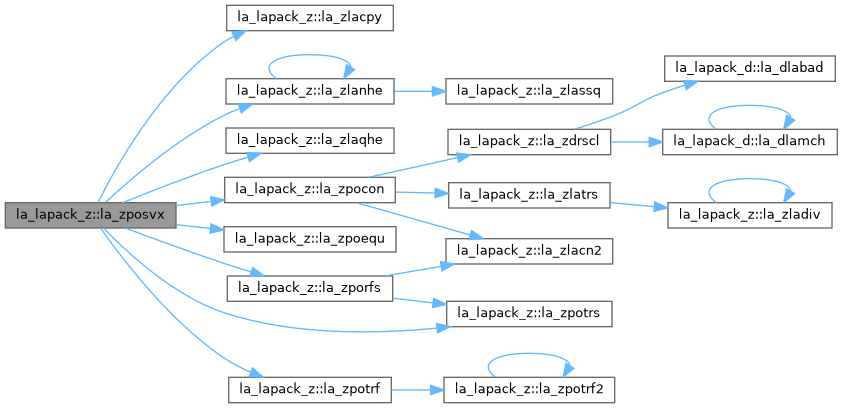 la_lapack_z::la_zlacpy
la_lapack_d::la_dlabad
la_lapack_z::la_zlanhe
la_lapack_z::la_zlassq
la_lapack_z::la_zlaqhe
la_lapack_z::la_zdrscl
la_lapack_d::la_dlamch
la_lapack_z::la_zpocon
la_lapack_z::la_zlatrs
la_lapack_z::la_zposvx
la_lapack_z::la_zladiv
la_lapack_z::la_zpoequ
la_lapack_z::la_zlacn2
la_lapack_z::la_zporfs
la_lapack_z::la_zpotrs
la_lapack_z::la_zpotrf
la_lapack_z::la_zpotrf2